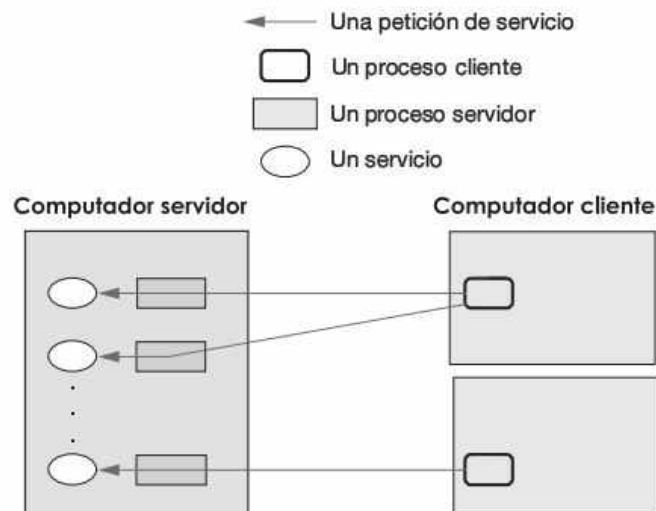 Una petición de servicio
Un proceso cliente
Un proceso servidor
Un servicio
Computador servidor
Computador cliente